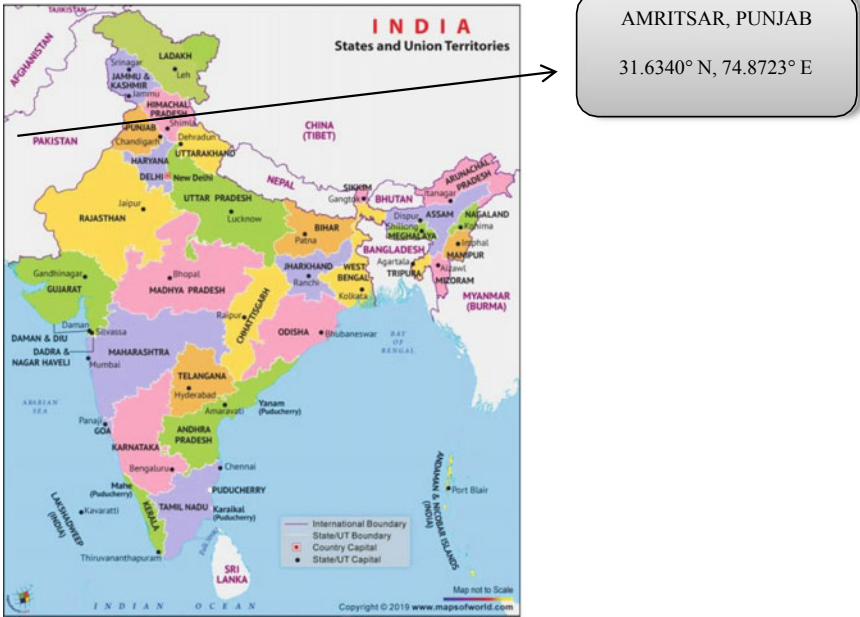 TAJIKISTAN
INDIA
States and Union Territories
AMRITSAR, PUNJAB
31.6340° N, 74.8723° E
AFGHANISTAN
LADAKH
Srinagar
Leh
JAMMU &
KASHMIR
Jammu
HIMACHAL
PRADESH
Shimla
PUNJAB
Chandigarh
PAKISTAN
CHINA
(TIBET)
Dehradun
UTTARAKHAND
HARYANA
DELHI
New Delhi
NEPAL
SIKKIM
Gangtok
BHUTAN
ARUNACHAL
PRADESH
Itanagar
Jaipur
RAJASTHAN
UTTAR PRADESH
Lucknow
BIHAR
Patna
Dispur
ASSAM
NAGALAND
Kohima
Shillong
MEGHALAYA
Imphal
MANIPUR
BANGLADESH
Agartala
TRIPURA
Aizawl
MIZORAM
MYANMAR
(BURMA)
Gandhinagar
GUJARAT
Bhopal
MADHYA PRADESH
JHARKHAND
Ranchi
WEST
BENGAL
Kolkata
Raipur
CHHATTISGARH
ODISHA
Bhubaneswar
BAY
OF
BENGAL
Daman
Silvassa
DAMAN & DIU
DADRA &
NAGAR HAVELI
MAHARASHTRA
Mumbai
TELANGANA
Hyderabad
ARABIAN
SEA
Amaravati
Yanam
(Puducherry)
Panaji
GOA
ANDHRA
PRADESH
KARNATAKA
Bengaluru
Chennai
Mahe
(Puducherry)
PUDUCHERRY
LAKSHADWEEP
(INDIA)
Kavaratti
KERALA
TAMIL NADU
Karaikal
(Puducherry)
ANDAMAN & NICOBAR ISLANDS
(INDIA)
Port Blair
Thiruvananthapuram
Palk Strait
SRI
LANKA
International Boundary
State/UT Boundary
Country Capital
State/UT Capital
INDIAN OCEAN
Map not to Scale
Copyright © 2019 www.mapsofworld.com